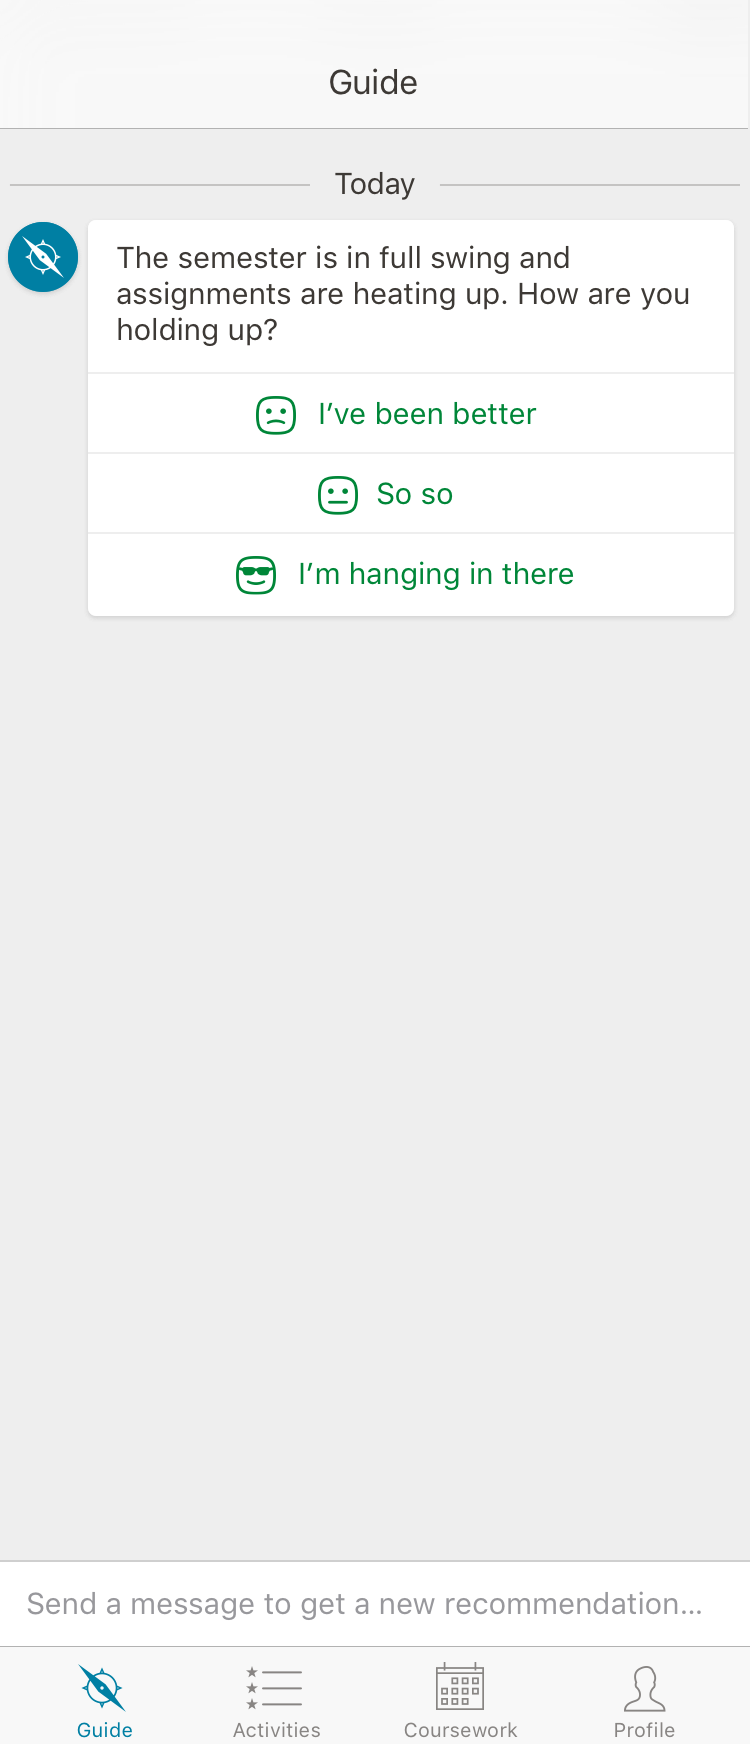 Guide
Today
The semester is in full swing and
assignments are heating up. How are you
holding up?
I’ve been better
So so
I’m hanging in there
Send a message to get a new recommendation...
Guide
Activities
Coursework
Profile